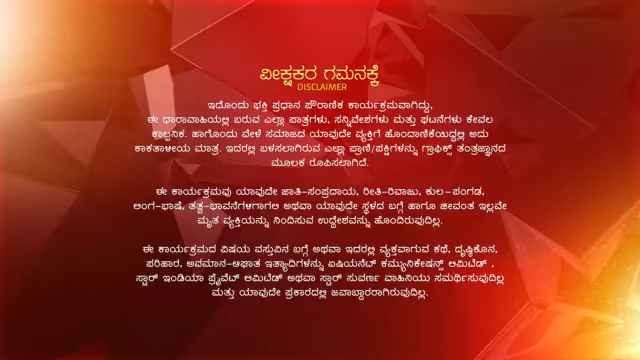 ವೀಕ್ಷಕರ ಗಮನಕ್ಕೆ
DISCLAIMER
ಇದೊಂದು ಭಕ್ತಿ ಪ್ರಧಾನ ಪೌರಾಣಿಕ ಕಾರ್ಯಕ್ರಮವಾಗಿದ್ದು,
ಈ ಧಾರಾವಾಹಿಯಲ್ಲಿ ಬರುವ ಎಲ್ಲಾ ಪಾತ್ರಗಳು, ಸನ್ನಿವೇಶಗಳು ಮತ್ತು ಘಟನೆಗಳು ಕೇವಲ
ಕಾಲ್ಪನಿಕ. ಹಾಗೊಂದು ವೇಳೆ ಸಮಾಜದ ಯಾವುದೇ ವ್ಯಕ್ತಿಗೆ ಹೊಂದಾಣಿಕೆಯಿದ್ದಲ್ಲಿ ಅದು
ಕಾಕತಾಳೀಯ ಮಾತ್ರ. ಇದರಲ್ಲಿ ಬಳಸಲಾಗಿರುವ ಎಲ್ಲಾ ಪ್ರಾಣಿ/ಪಕ್ಷಿಗಳನ್ನು ಗ್ರಾಫಿಕ್ಸ್ ತಂತ್ರಜ್ಞಾನದ
ಮೂಲಕ ರೂಪಿಸಲಾಗಿದೆ.
ಈ ಕಾರ್ಯಕ್ರಮವು ಯಾವುದೇ ಜಾತಿ-ಸಂಪ್ರದಾಯ, ರೀತಿ-ರಿವಾಜು, ಕುಲ-ಪಂಗಡ,
ಲಿಂಗ-ಭಾಷೆ, ತತ್ವ-ಭಾವನೆಗಳಿಗಾಗಲಿ ಅಥವಾ ಯಾವುದೇ ಸ್ಥಳದ ಬಗ್ಗೆ ಹಾಗೂ ಜೀವಂತ ಇಲ್ಲವೇ
ಮೃತ ವ್ಯಕ್ತಿಯನ್ನು ನಿಂದಿಸುವ ಉದ್ದೇಶವನ್ನು ಹೊಂದಿರುವುದಿಲ್ಲ.
ಈ ಕಾರ್ಯಕ್ರಮದ ವಿಷಯ ವಸ್ತುವಿನ ಬಗ್ಗೆ ಅಥವಾ ಇದರಲ್ಲಿ ವ್ಯಕ್ತವಾಗುವ ಕಥೆ, ದೃಷ್ಠಿಕೊನ,
ಪರಿಹಾರ, ಅವಮಾನ-ಆಘಾತ ಇತ್ಯಾದಿಗಳನ್ನು ಏಷಿಯನೆಟ್ ಕಮ್ಯುನಿಕೇಷನ್ಸ್ ಲಿಮಿಟೆಡ್,
ಸ್ಟಾರ್ ಇಂಡಿಯಾ ಪ್ರೈವೆಟ್ ಲಿಮಿಟೆಡ್ ಅಥವಾ ಸ್ಟಾರ್ ಸುವರ್ಣ ವಾಹಿನಿಯು ಸಮರ್ಥಿಸುವುದಿಲ್ಲ
ಮತ್ತು ಯಾವುದೇ ಪ್ರಕಾರದಲ್ಲಿ ಜವಾಬ್ದಾರರಾಗಿರುವುದಿಲ್ಲ.